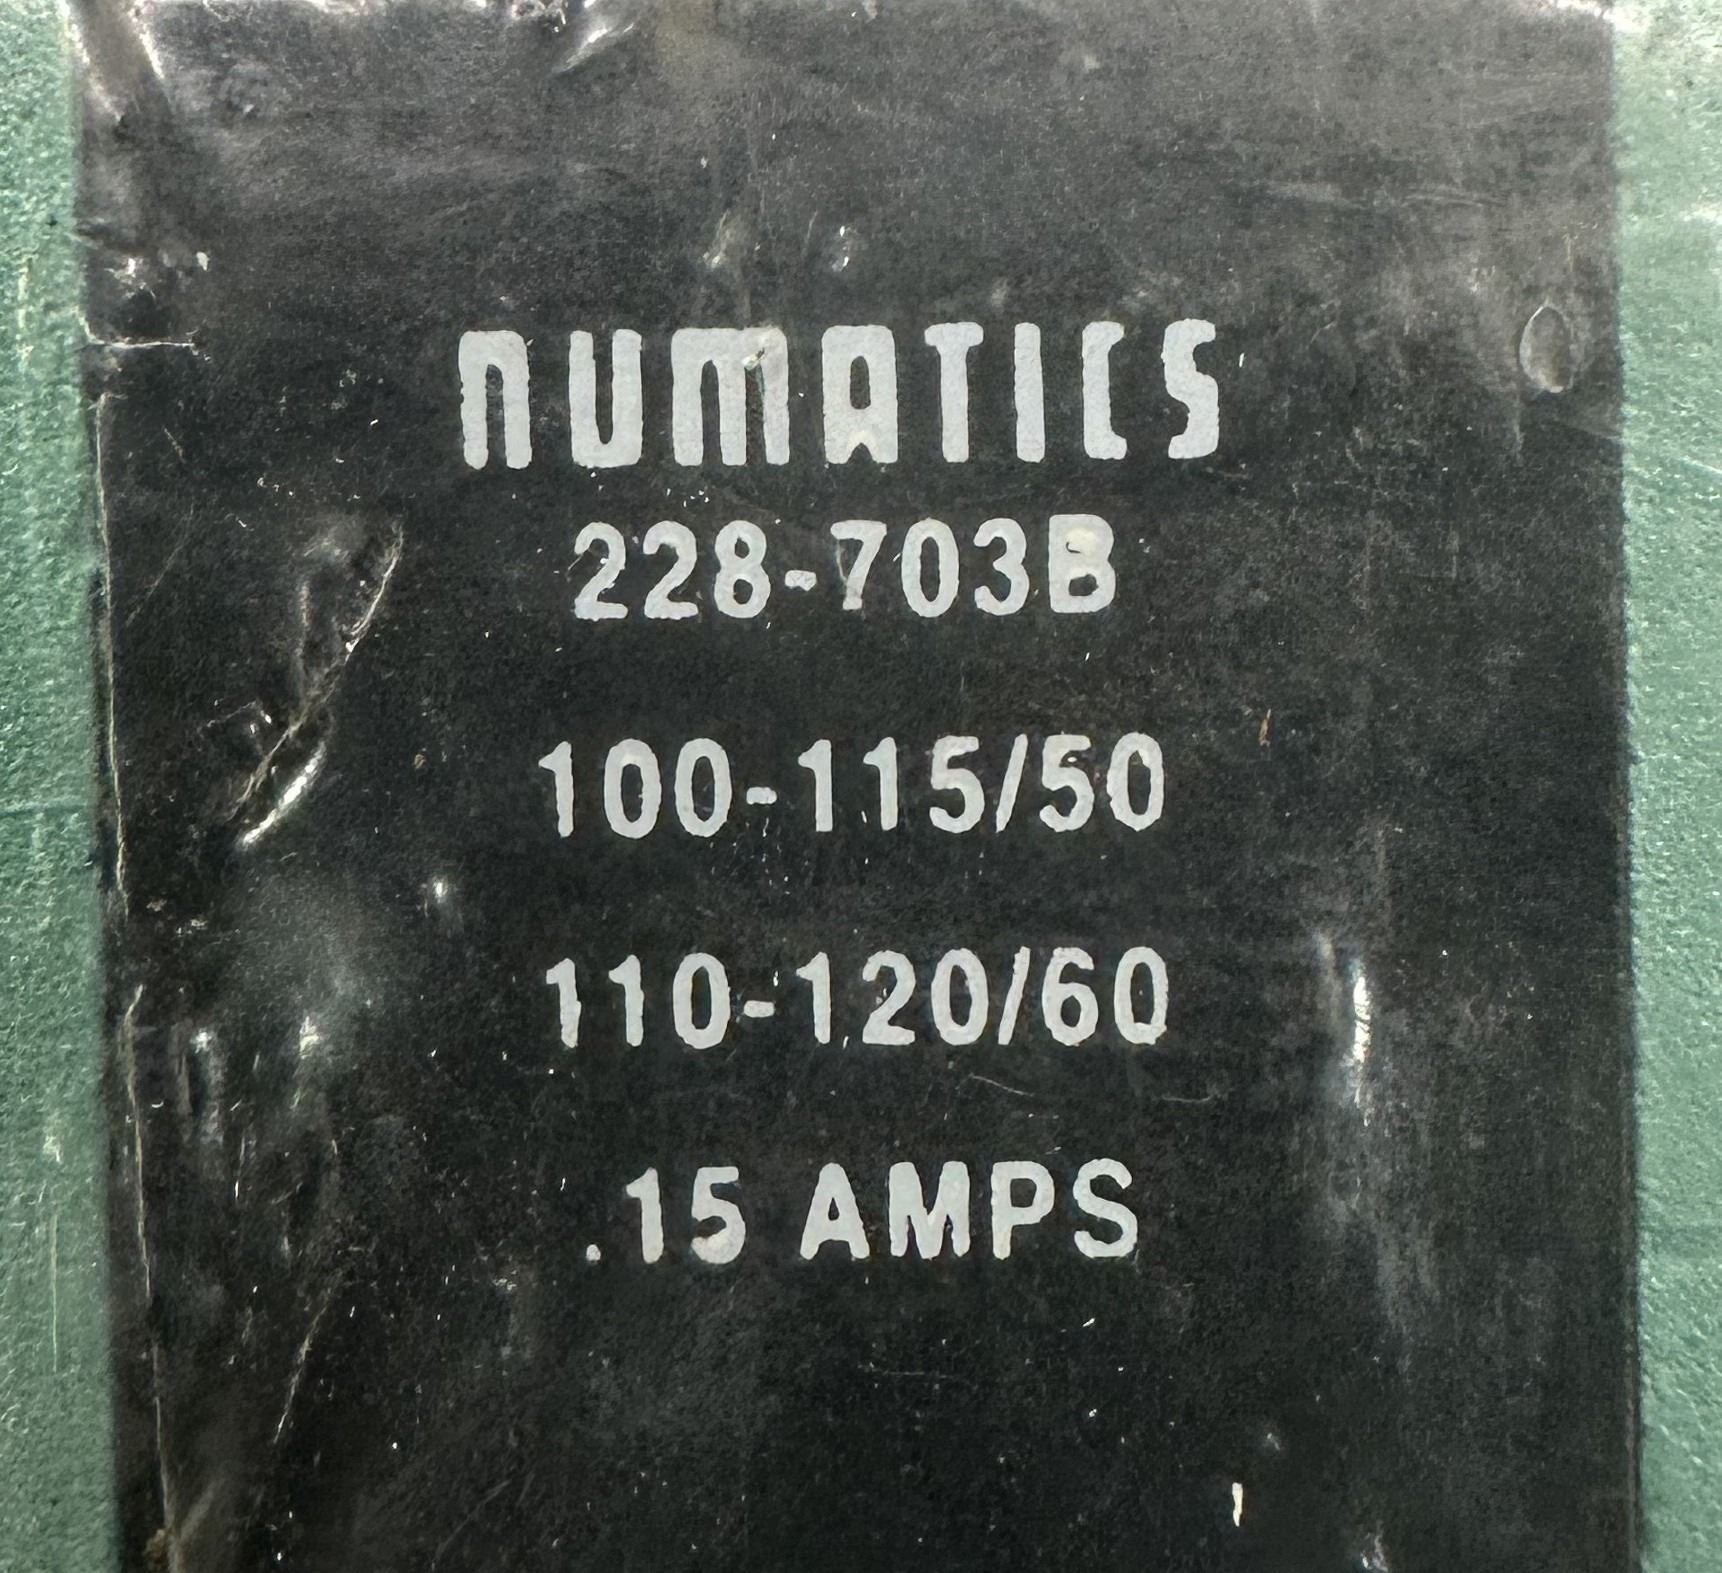 NUMATICS
228-703B
100-115/50
110-120/60
.15 AMPS